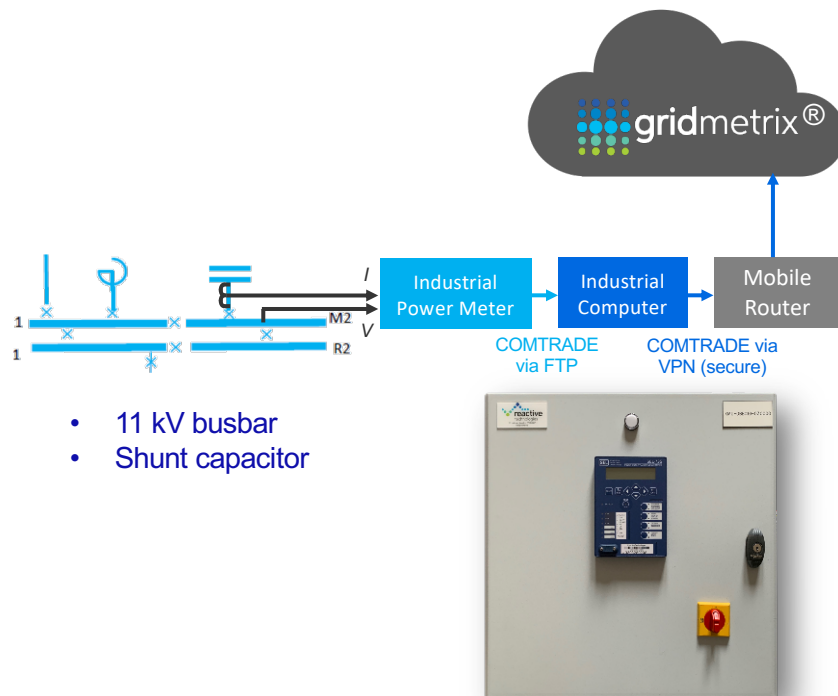 gridmetrix®
I
Industrial
Power Meter
Industrial
Computer
Mobile
Router
1
M2
V
1
R2
COMTRADE
via FTP
COMTRADE via
VPN (secure)
• 11 kV busbar
• Shunt capacitor
reactive
technologies